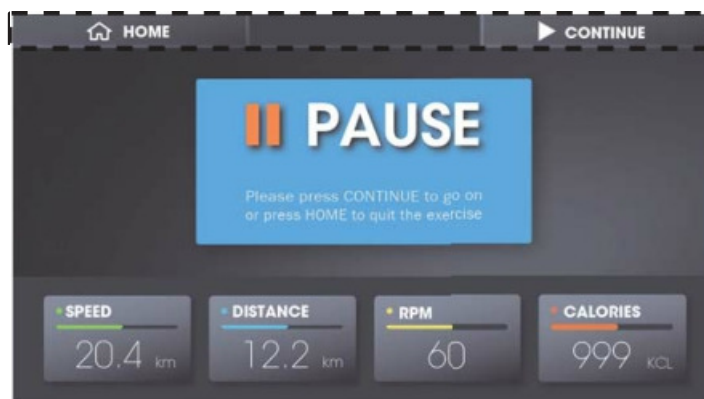 HOME
CONTINUE
PAUSE
Please press CONTINUE to go on
or press HOME to quit the exercise
SPEED
DISTANCE
RPM
CALORIES
20.4 km
12.2 km
60
999 KCL